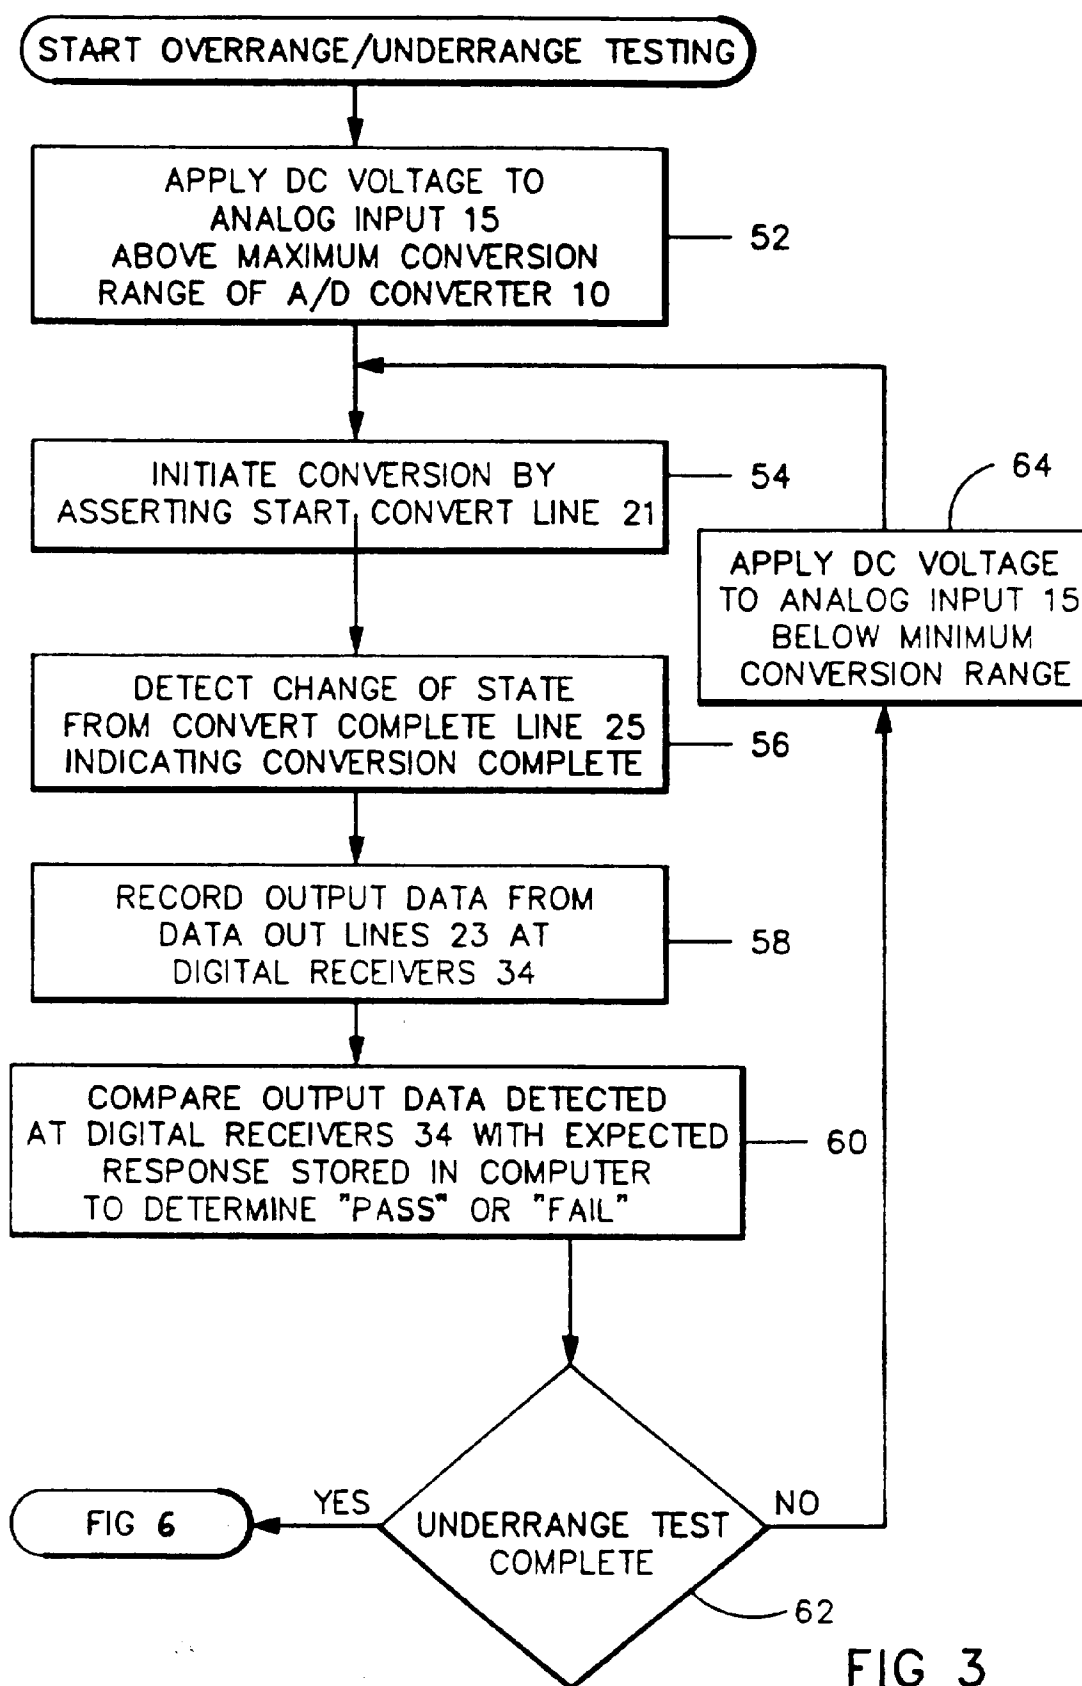 START OVERRANGE/UNDERRANGE TESTING
APPLY DC VOLTAGE TO
ANALOG INPUT 15
ABOVE MAXIMUM CONVERSION
RANGE OF A/D CONVERTER 10
52
INITIATE CONVERSION BY
ASSERTING START CONVERT LINE 21
54
64
APPLY DC VOLTAGE
TO ANALOG INPUT 15
BELOW MINIMUM
CONVERSION RANGE
DETECT CHANGE OF STATE
FROM CONVERT COMPLETE LINE 25
INDICATING CONVERSION COMPLETE
56
RECORD OUTPUT DATA FROM
DATA OUT LINES 23 AT
DIGITAL RECEIVERS 34
58
COMPARE OUTPUT DATA DETECTED
AT DIGITAL RECEIVERS 34 WITH EXPECTED
RESPONSE STORED IN COMPUTER
TO DETERMINE "PASS" OR "FAIL"
60
FIG 6
YES
UNDERRANGE TEST
COMPLETE
NO
62
FIG 3